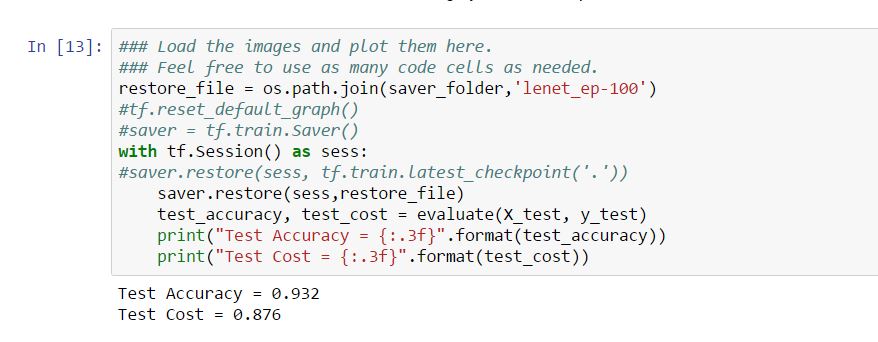 In [13]: ### Load the images and plot them here.
### Feel free to use as many code cells as needed.
restore_file = os.path.join(saver_folder,'lenet_ep-100')
#tf.reset_default_graph()
#saver = tf.train.Saver()
with tf.Session() as sess:
#saver.restore(sess, tf.train.latest_checkpoint('.'))
    saver.restore(sess,restore_file)
    test_accuracy, test_cost = evaluate(X_test, y_test)
    print("Test Accuracy = {:.3f}".format(test_accuracy))
    print("Test Cost = {:.3f}".format(test_cost))
Test Accuracy = 0.932
Test Cost = 0.876